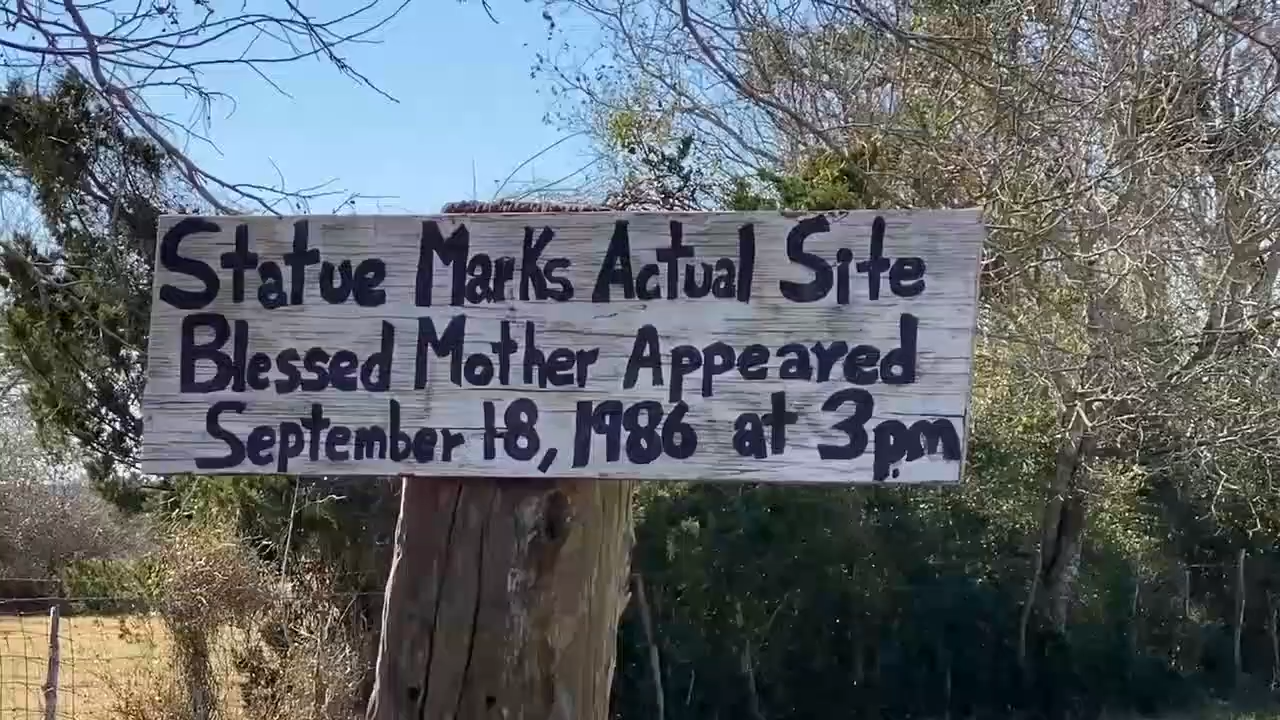 Statue Marks Actual Site
Blessed Mother Appeared
September 18, 1986 at 3pm